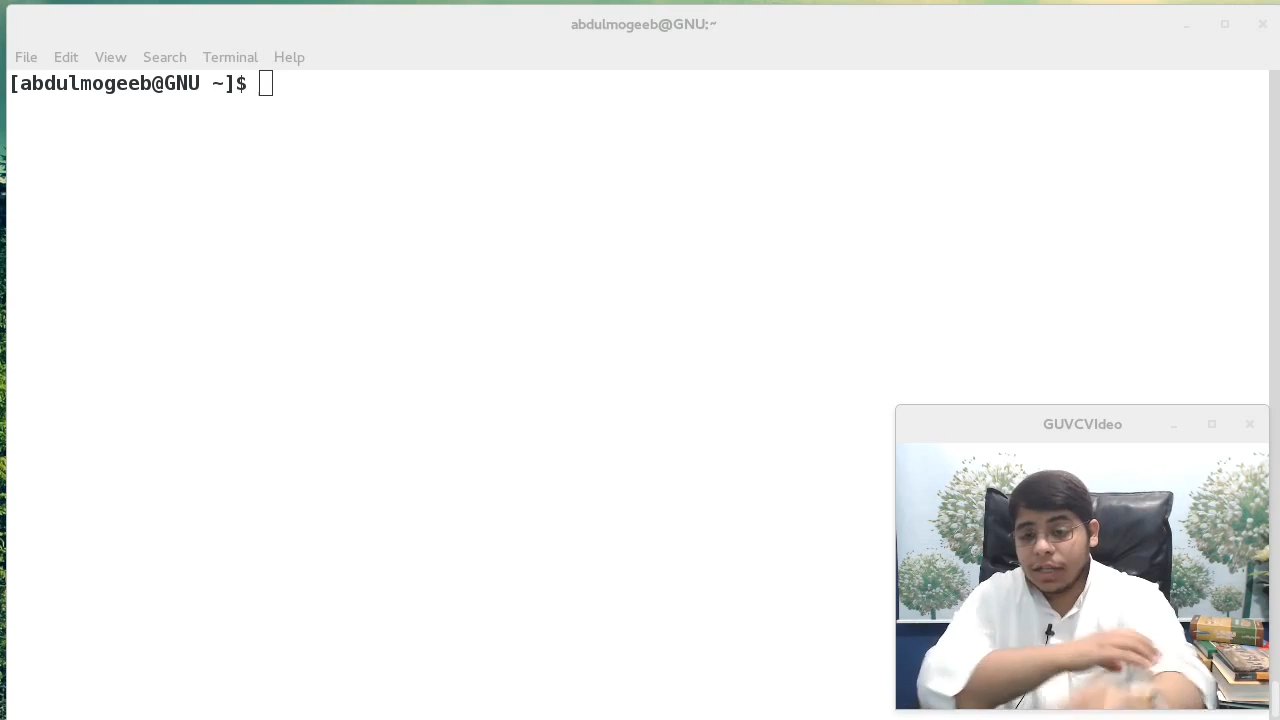 abdulmogeeb@GNU:~
File Edit View Search Terminal Help
[abdulmogeeb@GNU ~]$
GUVCVIdeo